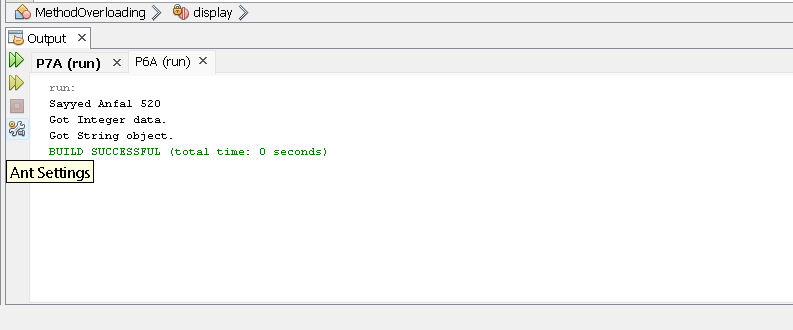 MethodOverloading display
Output
P7A (run) P6A (run)
run:
Sayyed Anfal 520
Got Integer data.
Got String object.
BUILD SUCCESSFUL (total time: 0 seconds)
Ant Settings